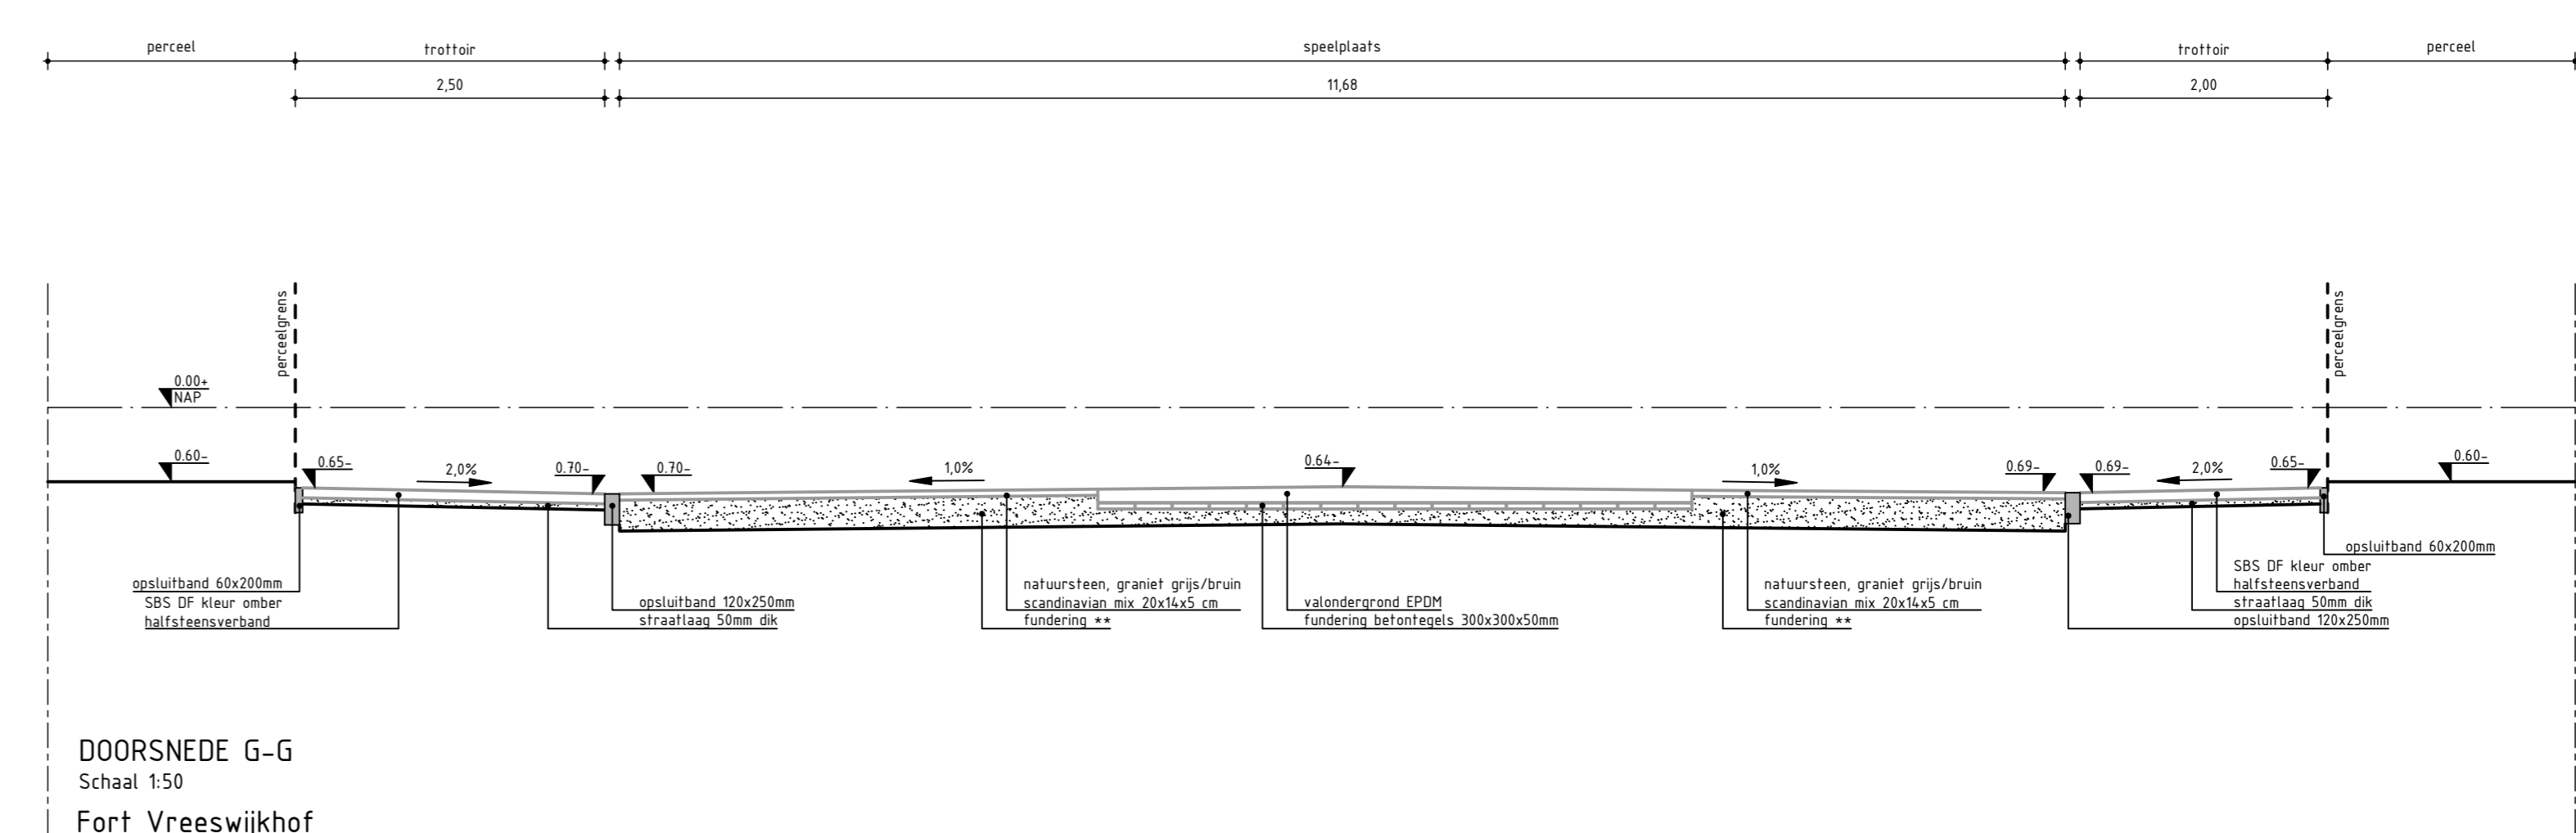 perceel
trottoir
speelplaats
trottoir
perceel
2,50
11,68
2,00
perceelgrens
perceelgrens
0.00+
NAP
0.60-
0.65-
2,0%
0.70-
0.70-
1,0%
0.64-
1,0%
0.69-
0.69-
2,0%
0.65-
0.60-
opsluitband 60x200mm
SBS DF kleur omber
halfsteensverband
opsluitband 120x250mm
straatlaag 50mm dik
natuursteen, graniet grijs/bruin
scandinavian mix 20x14x5 cm
fundering **
valondergrond EPDM
fundering betontegels 300x300x50mm
natuursteen, graniet grijs/bruin
scandinavian mix 20x14x5 cm
fundering **
opsluitband 60x200mm
SBS DF kleur omber
halfsteensverband
straatlaag 50mm dik
opsluitband 120x250mm
DOORSNEDE G-G
Schaal 1:50
Fort Vreeswijkhof